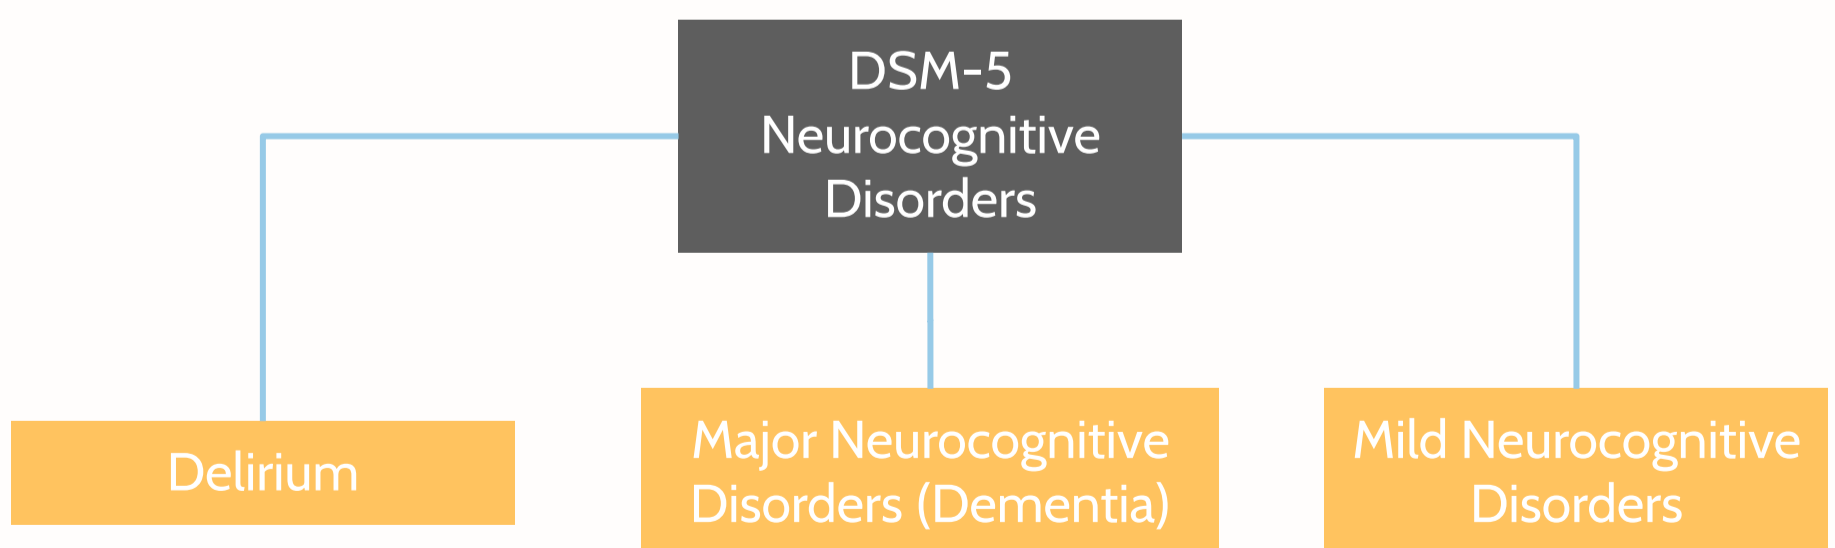 DSM-5
Neurocognitive
Disorders
Delirium
Major Neurocognitive
Disorders (Dementia)
Mild Neurocognitive
Disorders